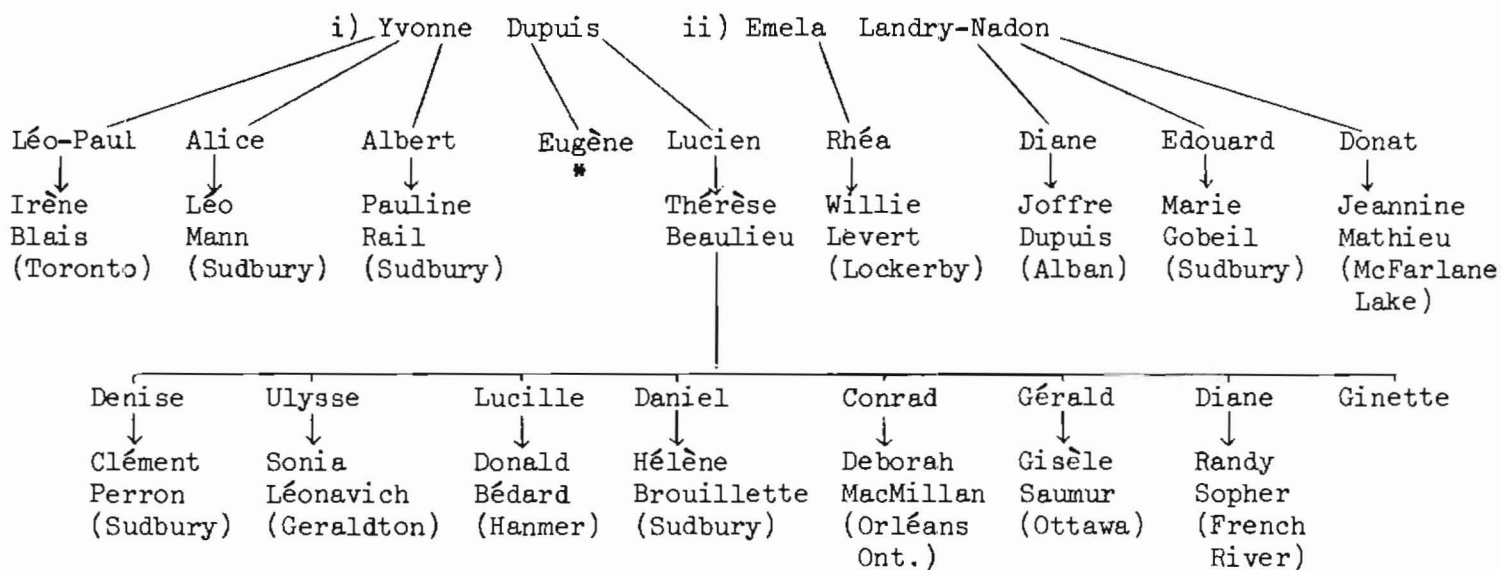 i) Yvonne Dupuis ii) Emela Landry-Nadon
Léo-Paul Alice Albert Eugène Lucien Rhéa Diane Edouard Donat
*
Irène Léo Pauline Thérèse Willie Joffre Marie Jeannine
Blais Mann Rail Beaulieu Levert Dupuis Gobeil Mathieu
(Toronto) (Sudbury) (Sudbury) (Lockerby) (Alban) (Sudbury) (McFarlane
Lake)
Denise Ulysse Lucille Daniel Conrad Gérald Diane Ginette
Clément Sonia Donald Hélène Deborah Gisèle Randy
Perron Léonavich Bédard Brouillette MacMillan Saumur Sopher
(Sudbury) (Geraldton) (Hanmer) (Sudbury) (Orléans (Ottawa) (French
Ont.) River)